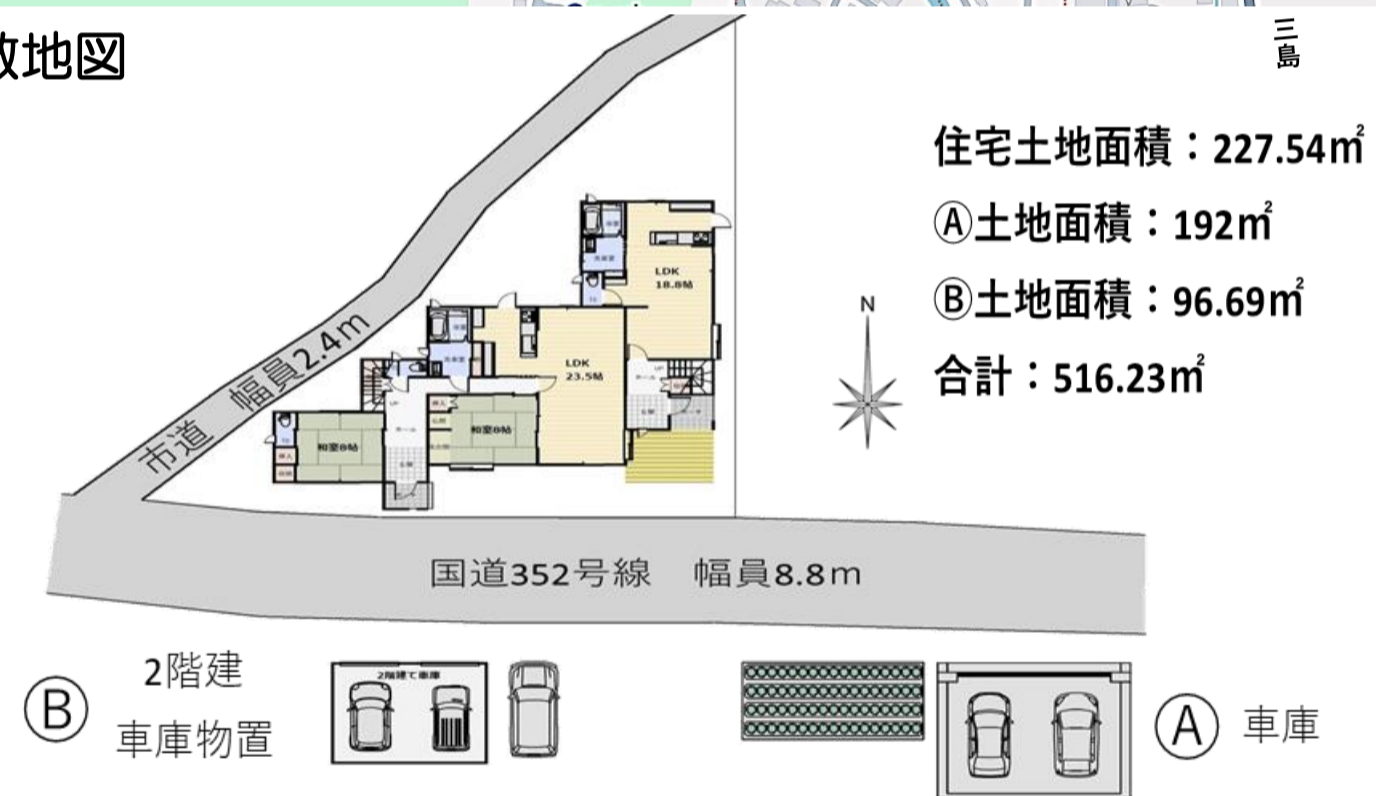 敷地図
三島
住宅土地面積：227.54㎡
Ⓐ土地面積：192㎡
Ⓑ土地面積：96.69㎡
合計：516.23㎡
N
市道 幅員2.4m
LDK
18.8帖
LDK
23.5帖
和室8帖
和室8帖
国道352号線 幅員8.8m
Ⓑ
2階建
車庫物置
2階建て車庫
Ⓐ 車庫